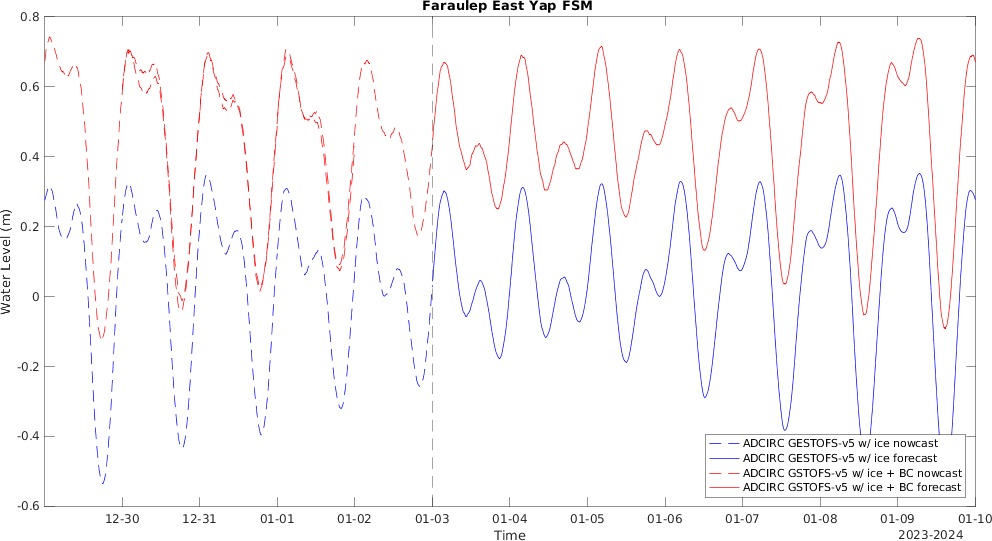 Faraulep East Yap FSM
Water Level (m)
0.8
0.6
0.4
0.2
0
-0.2
-0.4
-0.6
ADCIRC GESTOFS-v5 w/ ice nowcast
ADCIRC GESTOFS-v5 w/ ice forecast
ADCIRC GSTOFS-v5 w/ ice + BC nowcast
ADCIRC GSTOFS-v5 w/ ice + BC forecast
12-30 12-31 01-01 01-02 01-03 01-04 01-05 01-06 01-07 01-08 01-09 01-10
Time
2023-2024